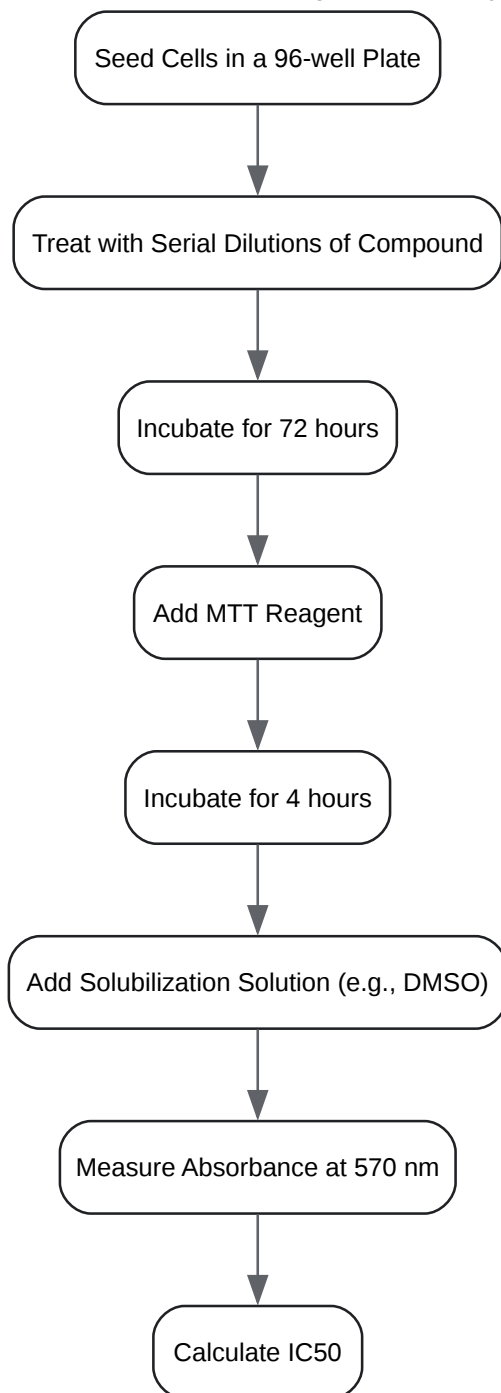 Seed Cells in a 96-well Plate
Treat with Serial Dilutions of Compound
Incubate for 72 hours
Add MTT Reagent
Incubate for 4 hours
Add Solubilization Solution (e.g., DMSO)
Measure Absorbance at 570 nm
Calculate IC50